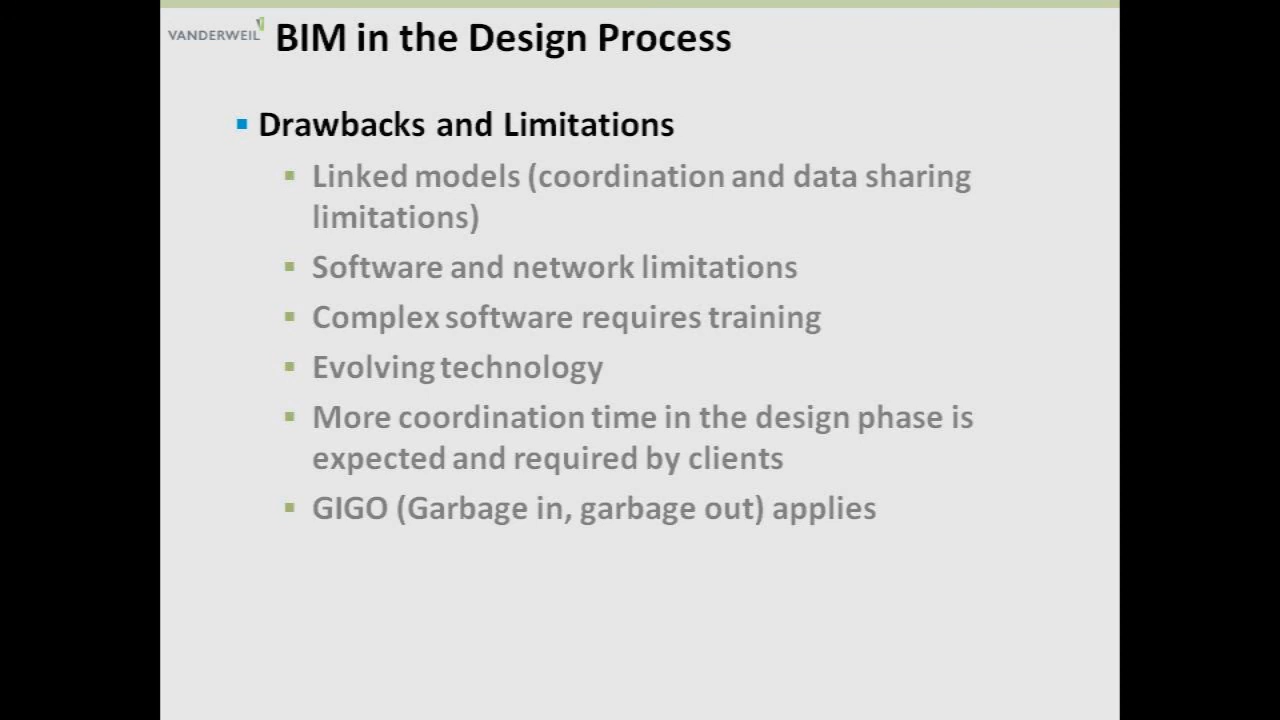 VANDERWEIL
BIM in the Design Process
Drawbacks and Limitations
Linked models (coordination and data sharing
limitations)
Software and network limitations
Complex software requires training
Evolving technology
More coordination time in the design phase is
expected and required by clients
GIGO (Garbage in, garbage out) applies